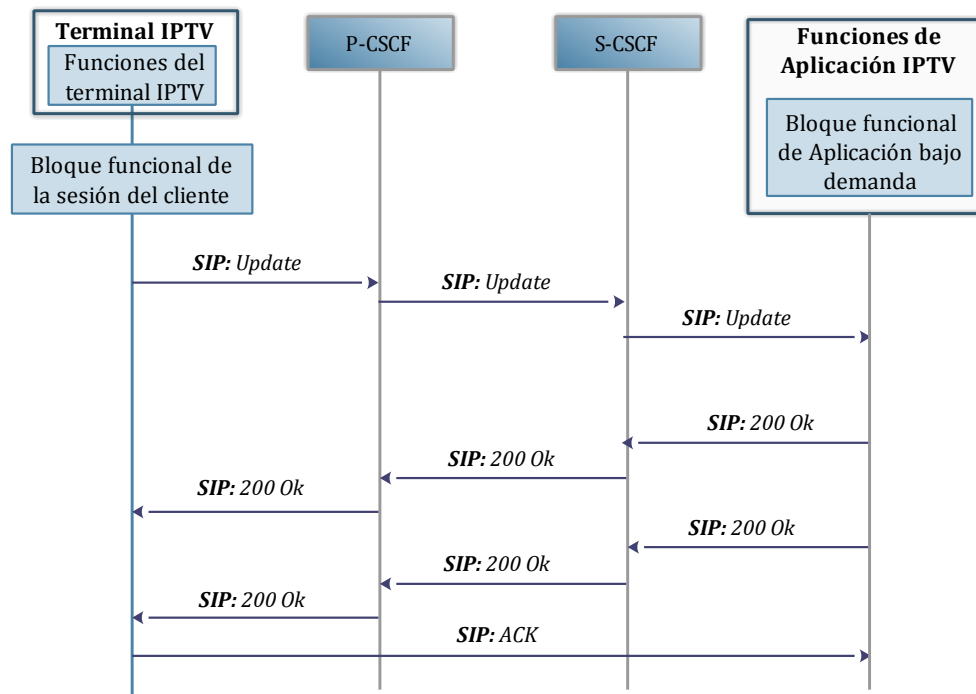 Terminal IPTV
Funciones del
terminal IPTV
P-CSCF
S-CSCF
Funciones de
Aplicación IPTV
Bloque funcional
de Aplicación bajo
demanda
Bloque funcional de
la sesión del cliente
SIP: Update
SIP: Update
SIP: Update
SIP: 200 Ok
SIP: 200 Ok
SIP: 200 Ok
SIP: 200 Ok
SIP: 200 Ok
SIP: 200 Ok
SIP: ACK